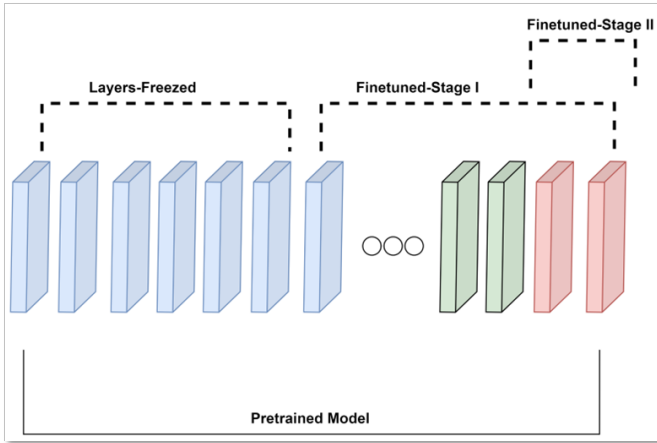 Finetuned-Stage II
Layers-Freezed
Finetuned-Stage I
Pretrained Model